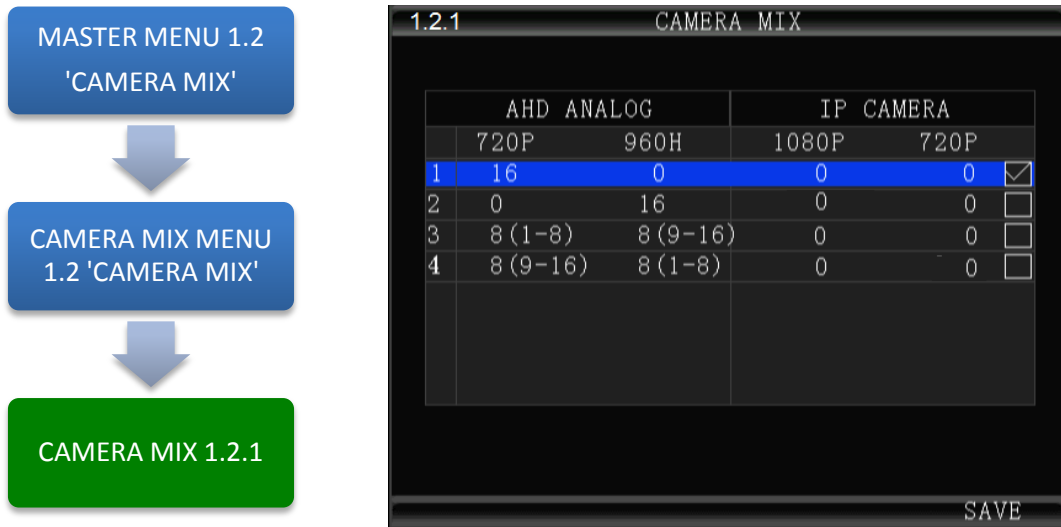 MASTER MENU 1.2
'CAMERA MIX'
CAMERA MIX MENU
1.2 'CAMERA MIX'
CAMERA MIX 1.2.1
1.2.1 CAMERA MIX
AHD ANALOG IP CAMERA
720P 960H 1080P 720P
1 16 0 0 0
2 0 16 0 0
3 8(1-8) 8(9-16) 0 0
4 8(9-16) 8(1-8) 0 0
SAVE